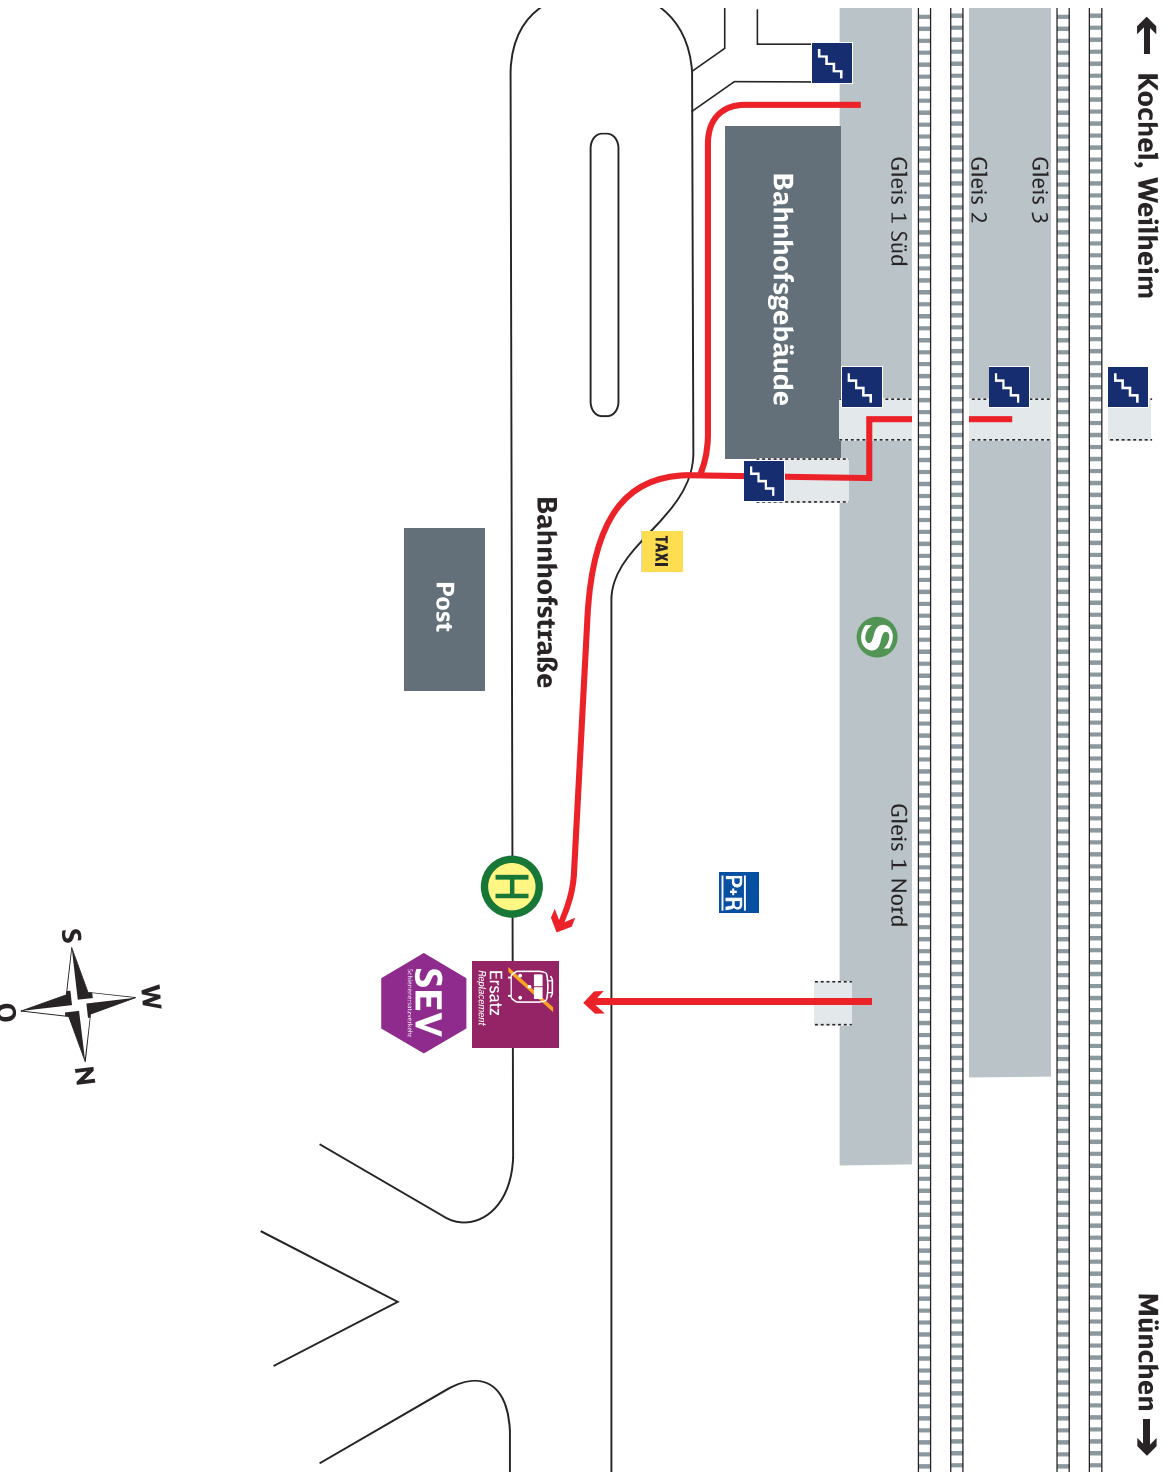 ← Kochel, Weilheim
München →
Gleis 3
Gleis 2
Gleis 1 Süd
Gleis 1 Nord
S
Bahnhofsgebäude
P+R
TAXI
Bahnhofstraße
H
Post
Ersatz
Replacement
SEV
Schienenersatzverkehr
W
S
N
O